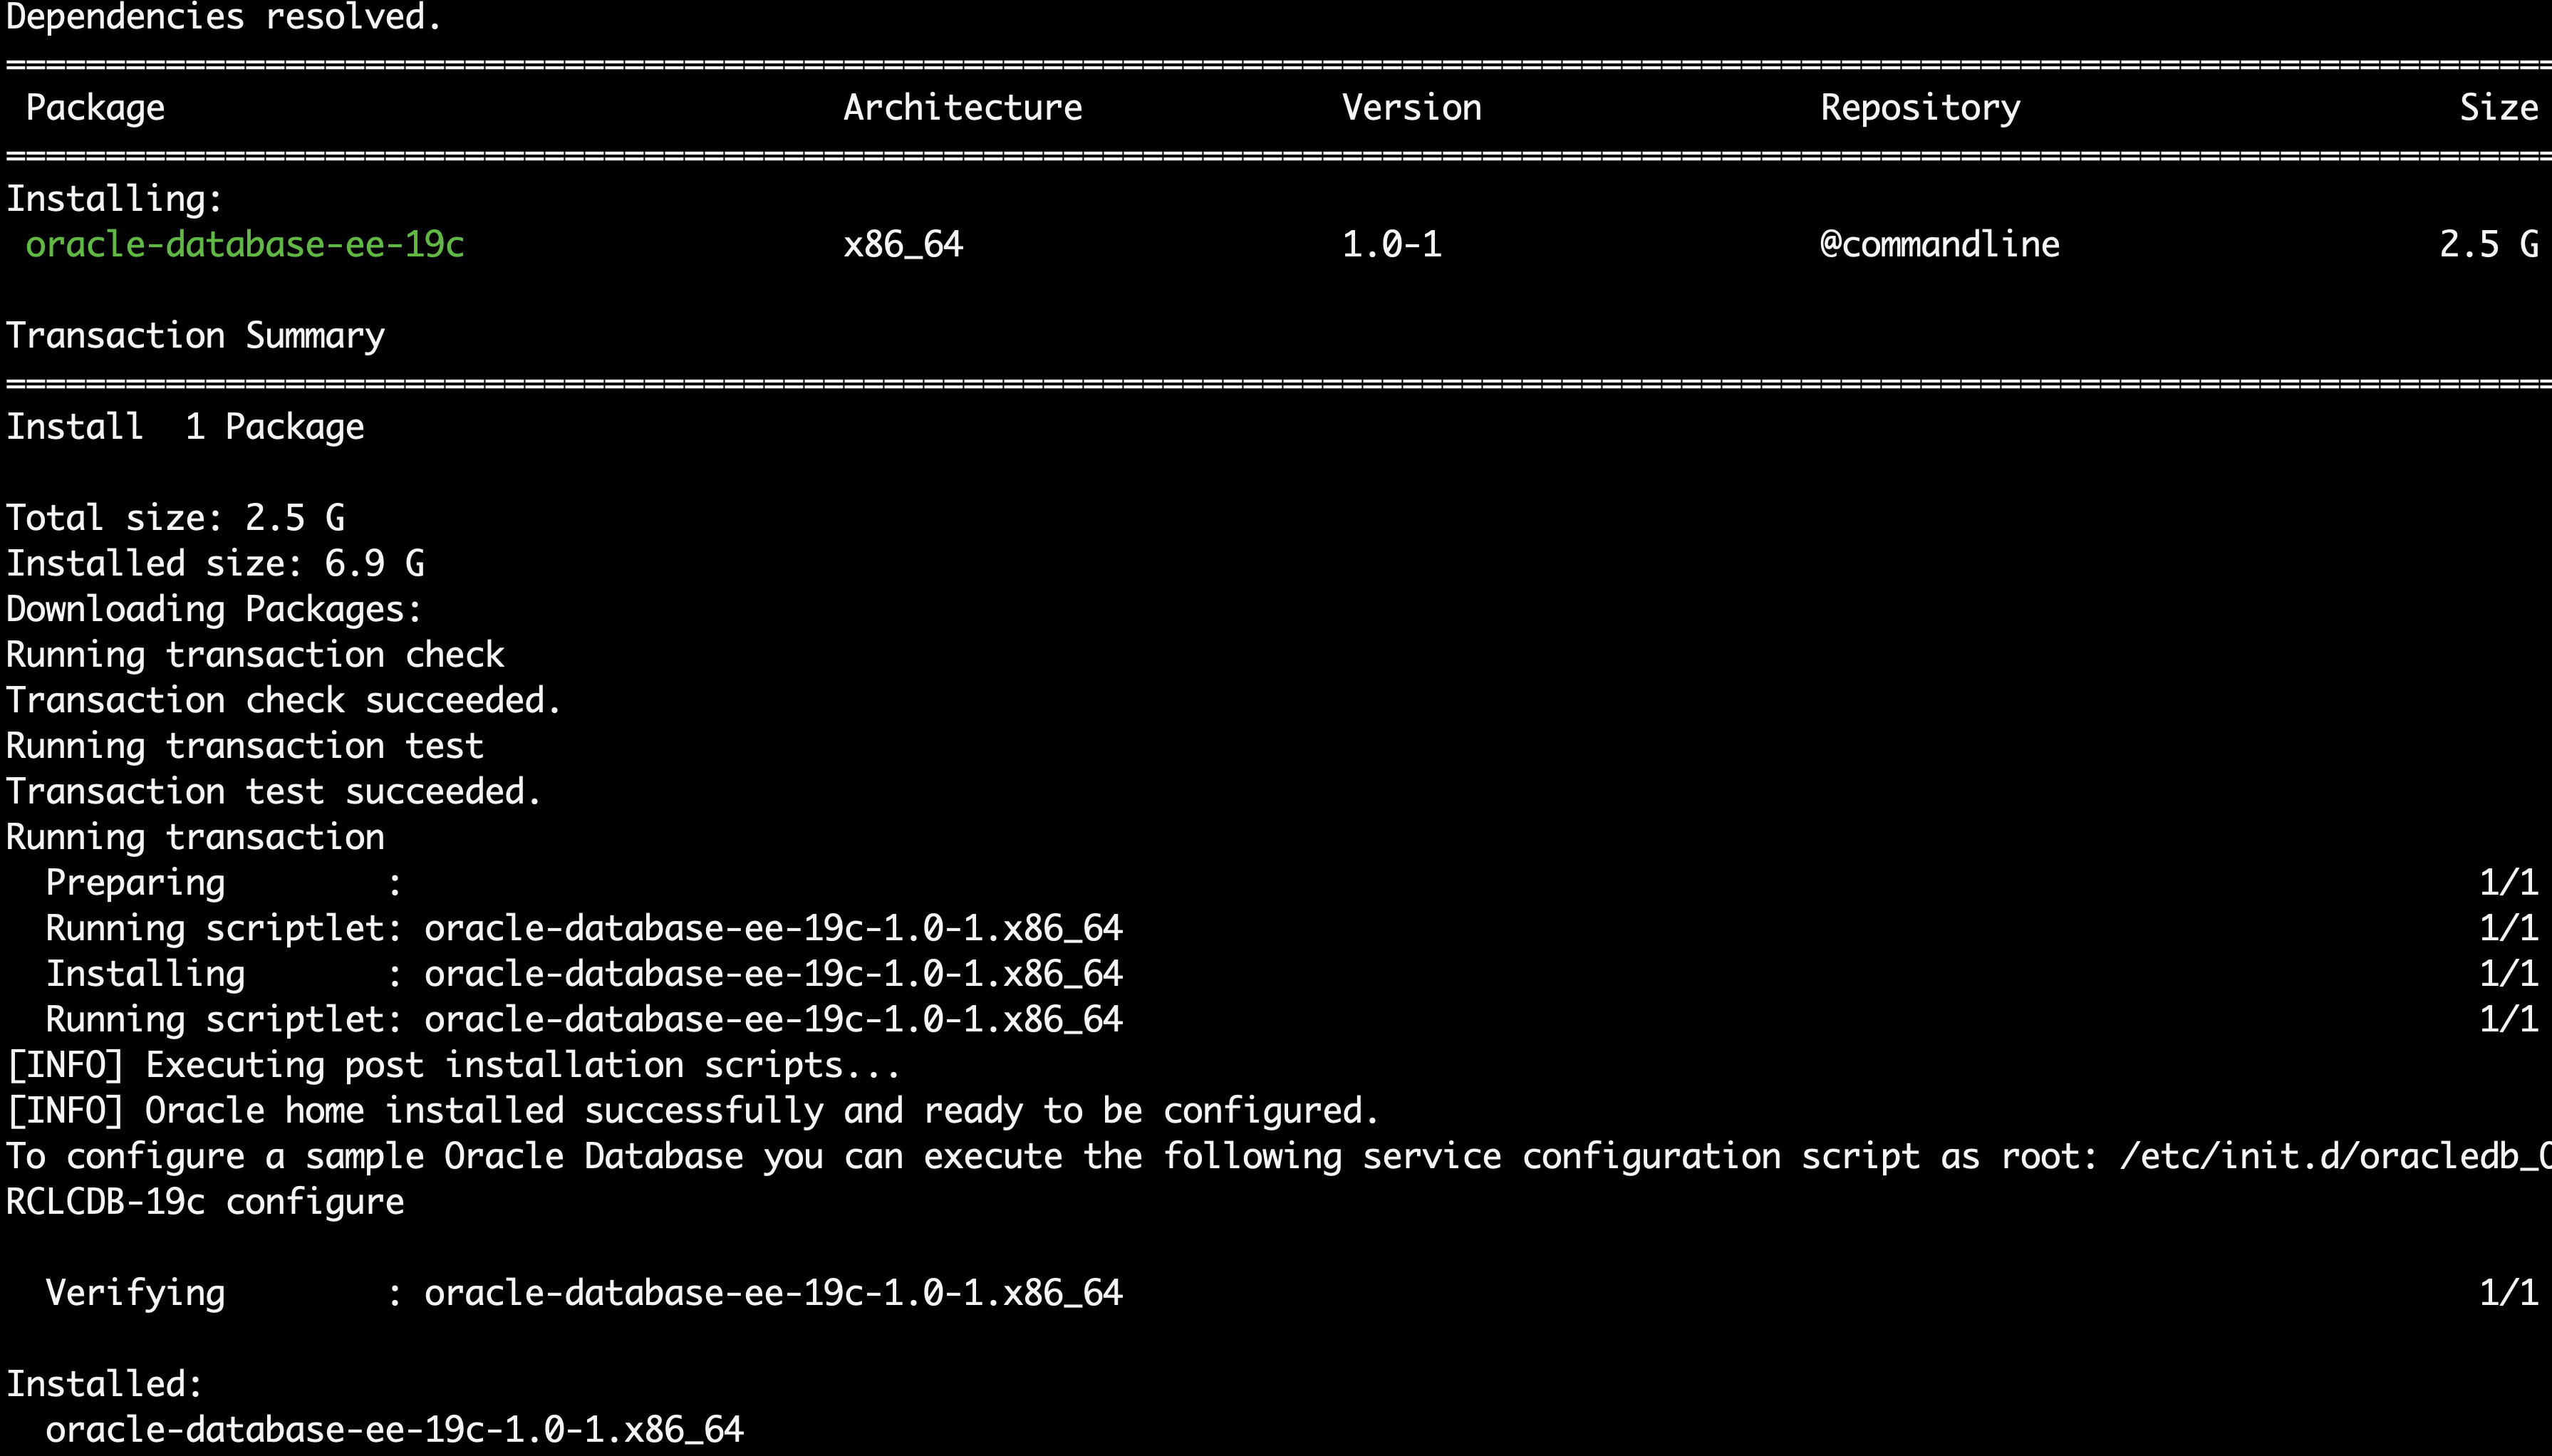 Dependencies resolved.
================================================================================================================================
 Package                                  Architecture             Version                 Repository                      Size
================================================================================================================================
Installing:
 oracle-database-ee-19c                   x86_64                   1.0-1                   @commandline                   2.5 G

Transaction Summary
================================================================================================================================
Install  1 Package

Total size: 2.5 G
Installed size: 6.9 G
Downloading Packages:
Running transaction check
Transaction check succeeded.
Running transaction test
Transaction test succeeded.
Running transaction
  Preparing        :                                                                                                        1/1
  Running scriptlet: oracle-database-ee-19c-1.0-1.x86_64                                                                    1/1
  Installing       : oracle-database-ee-19c-1.0-1.x86_64                                                                    1/1
  Running scriptlet: oracle-database-ee-19c-1.0-1.x86_64                                                                    1/1
[INFO] Executing post installation scripts...
[INFO] Oracle home installed successfully and ready to be configured.
To configure a sample Oracle Database you can execute the following service configuration script as root: /etc/init.d/oracledb_O
RCLCDB-19c configure

  Verifying        : oracle-database-ee-19c-1.0-1.x86_64                                                                    1/1

Installed:
  oracle-database-ee-19c-1.0-1.x86_64